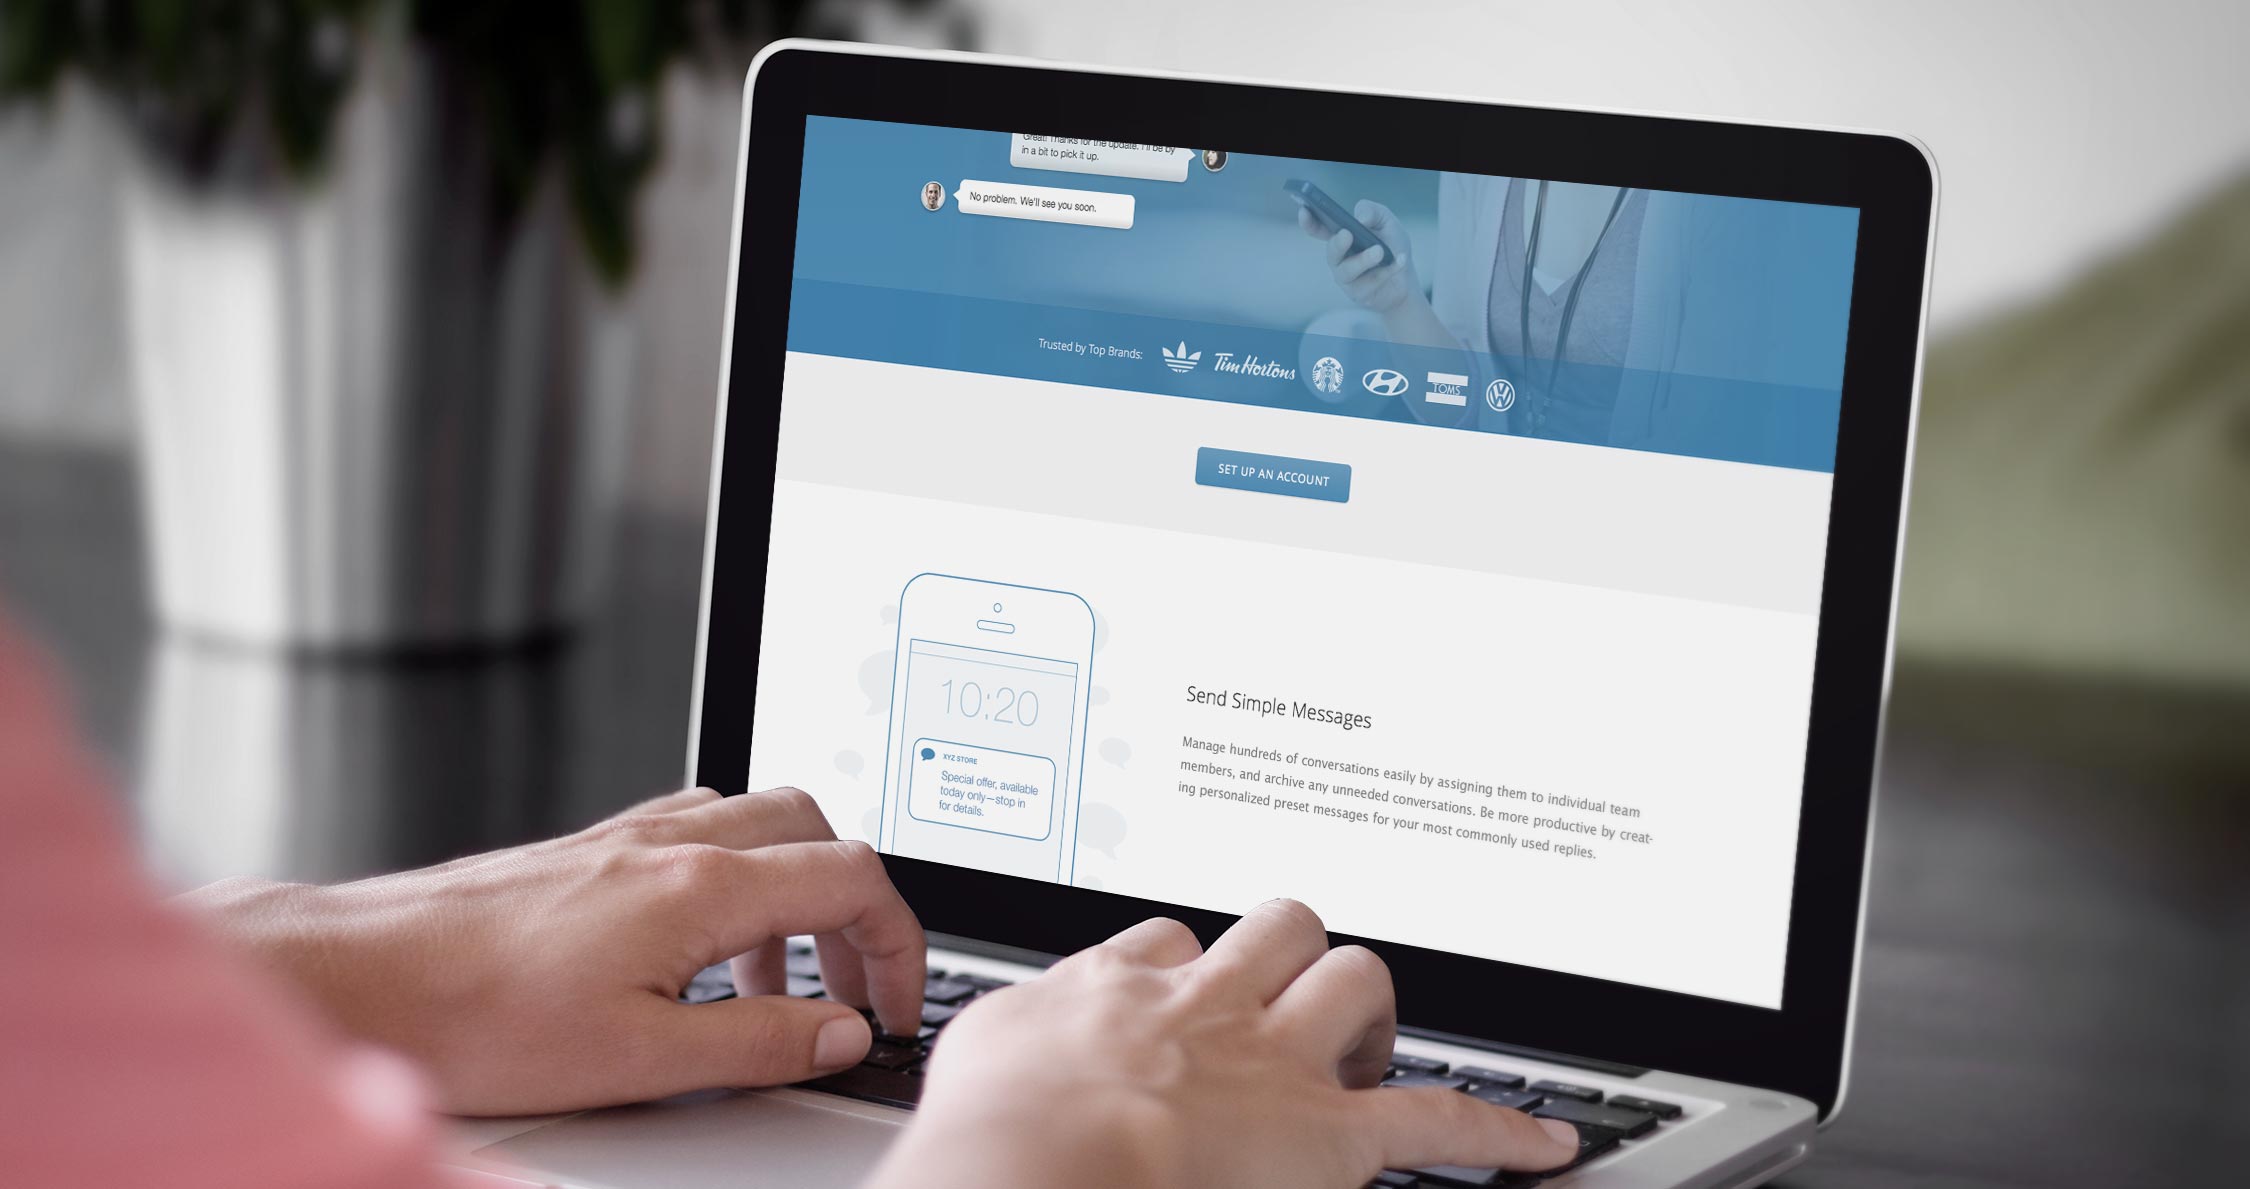 Great! Thanks for the update. I'll be by
in a bit to pick it up.
No problem. We'll see you soon.
Trusted by Top Brands:
Tim Hortons
TOMS
SET UP AN ACCOUNT
10:20
XYZ STORE
Special offer, available
today only—stop in
for details.
Send Simple Messages
Manage hundreds of conversations easily by assigning them to individual team
members, and archive any unneeded conversations. Be more productive by creat-
ing personalized preset messages for your most commonly used replies.